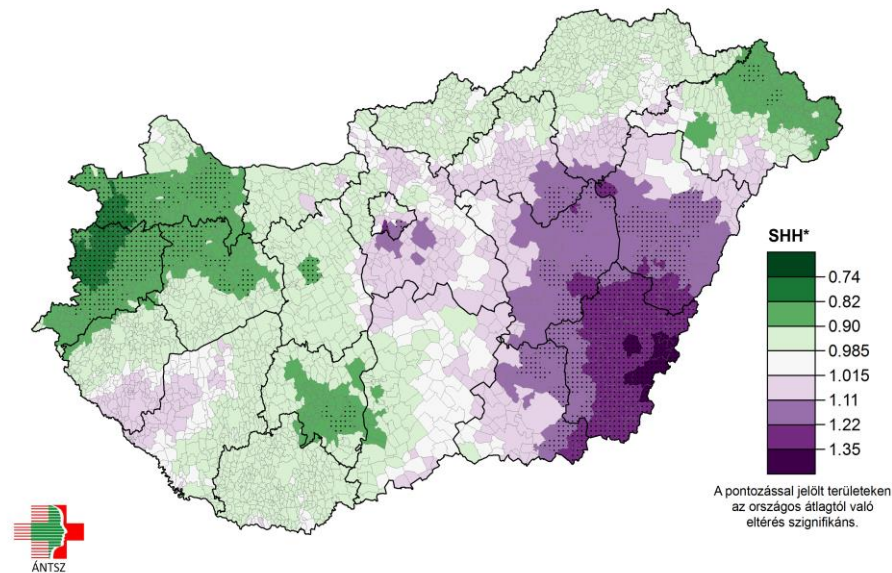 SHH*
0.74
0.82
0.90
0.985
1.015
1.11
1.22
1.35
A pontozással jelölt területeken
az országos átlagtól való
eltérés szignifikáns.
ÁNTSZ